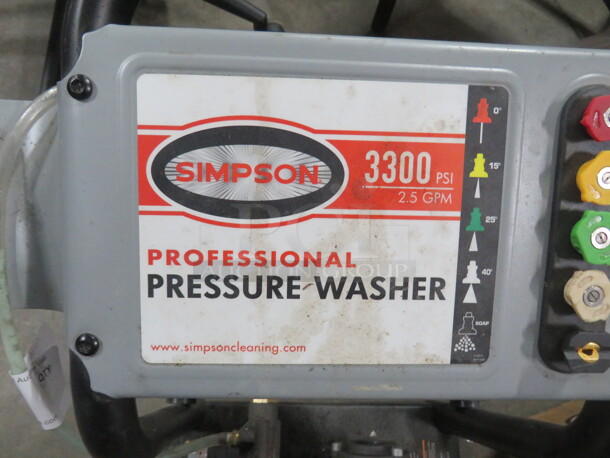 SIMPSON
3300 PSI
2.5 GPM
PROFESSIONAL
PRESSURE WASHER
www.simpsoncleaning.com
0°
15°
25°
40°
SOAP